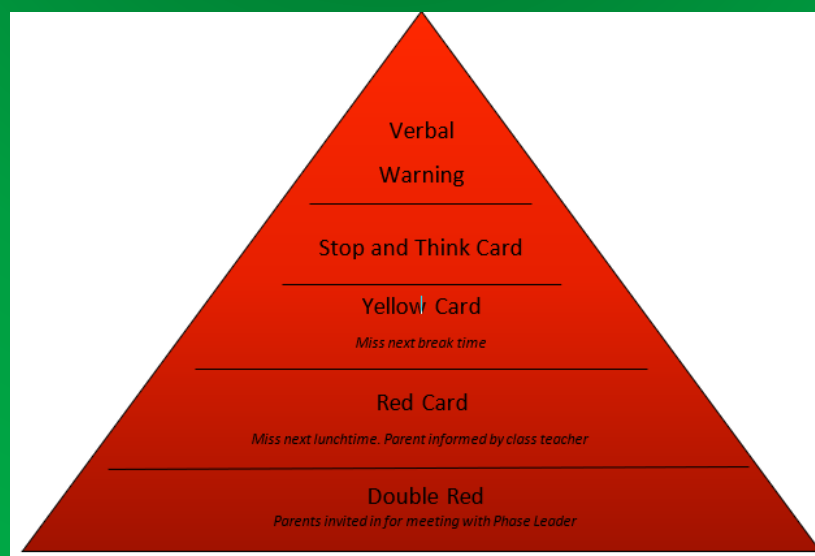 Verbal
Warning
Stop and Think Card
Yellow Card
Miss next break time
Red Card
Miss next lunchtime. Parent informed by class teacher
Double Red
Parents invited in for meeting with Phase Leader